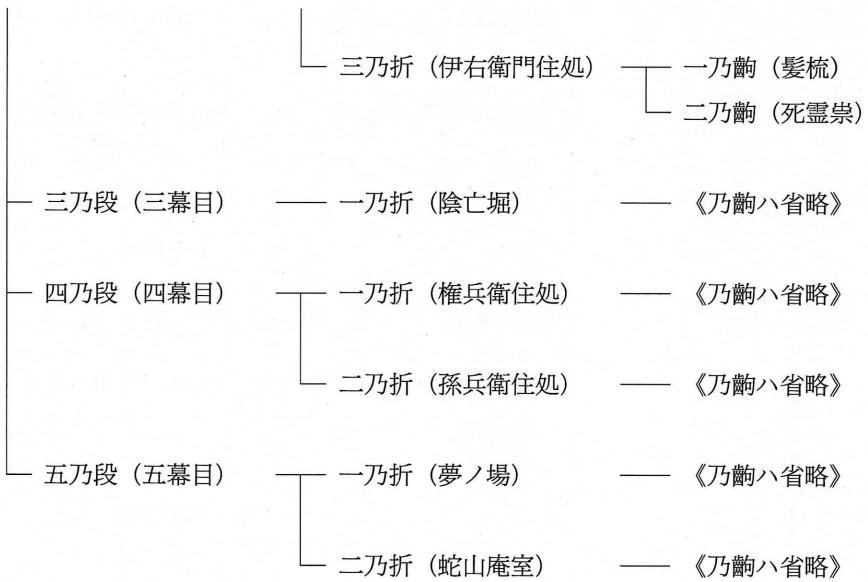 三乃折（伊右衛門住処） 一乃齣（髪梳）
二乃齣（死霊祟）
三乃段（三幕目） 一乃折（陰亡堀） 《乃齣ハ省略》
四乃段（四幕目） 一乃折（権兵衛住処） 《乃齣ハ省略》
二乃折（孫兵衛住処） 《乃齣ハ省略》
五乃段（五幕目） 一乃折（夢ノ場） 《乃齣ハ省略》
二乃折（蛇山庵室） 《乃齣ハ省略》